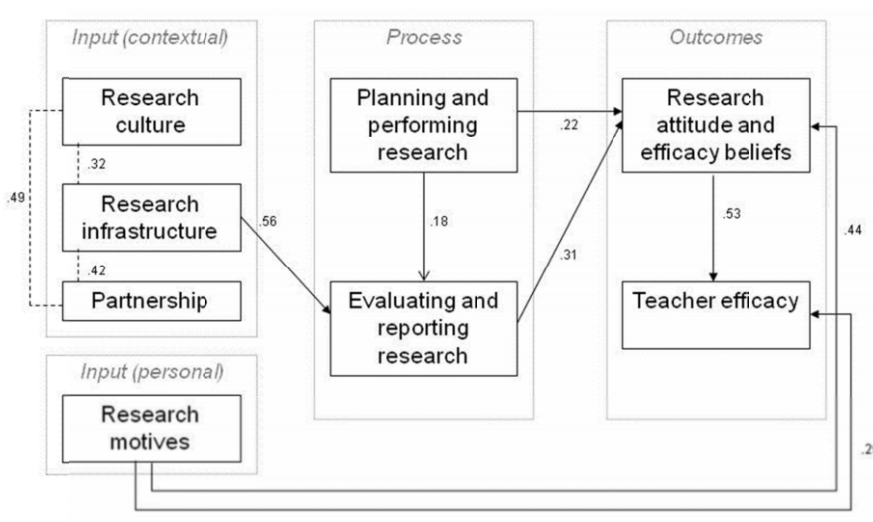 Input (contextual)
Research
culture
.32
.49
Research
infrastructure
.42
Partnership
.56
Input (personal)
Research
motives
Process
Planning and
performing
research
.22
.18
.31
Evaluating and
reporting
research
Outcomes
Research
attitude and
efficacy beliefs
.53
.44
Teacher efficacy